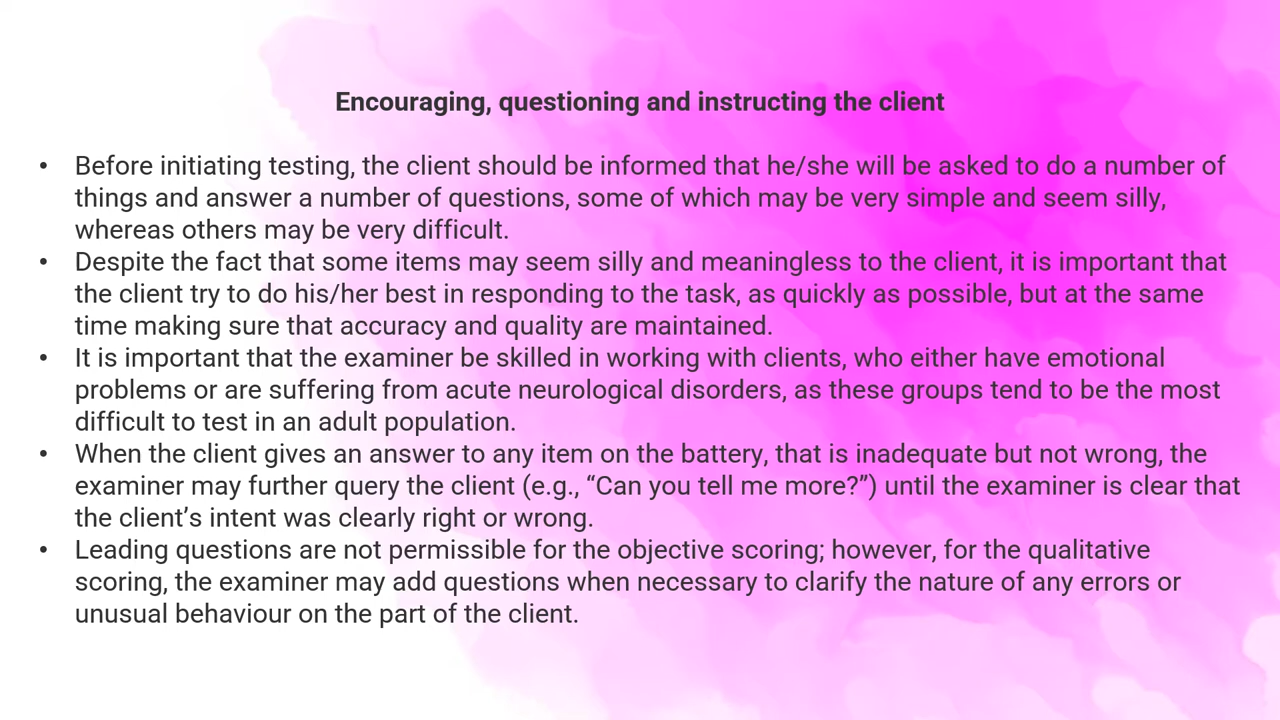 Encouraging, questioning and instructing the client
• Before initiating testing, the client should be informed that he/she will be asked to do a number of
things and answer a number of questions, some of which may be very simple and seem silly,
whereas others may be very difficult.
• Despite the fact that some items may seem silly and meaningless to the client, it is important that
the client try to do his/her best in responding to the task, as quickly as possible, but at the same
time making sure that accuracy and quality are maintained.
• It is important that the examiner be skilled in working with clients, who either have emotional
problems or are suffering from acute neurological disorders, as these groups tend to be the most
difficult to test in an adult population.
• When the client gives an answer to any item on the battery, that is inadequate but not wrong, the
examiner may further query the client (e.g., “Can you tell me more?”) until the examiner is clear that
the client’s intent was clearly right or wrong.
• Leading questions are not permissible for the objective scoring; however, for the qualitative
scoring, the examiner may add questions when necessary to clarify the nature of any errors or
unusual behaviour on the part of the client.